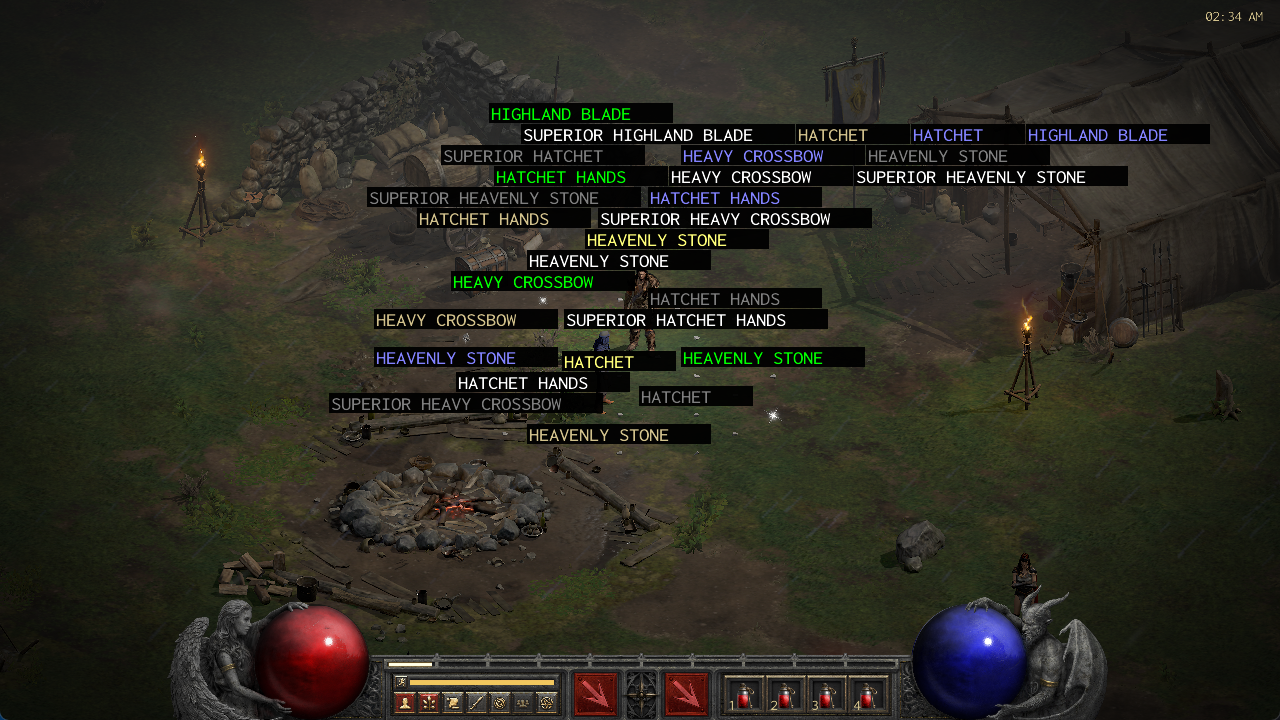 02:34 AM
HIGHLAND BLADE
SUPERIOR HIGHLAND BLADE HATCHET HATCHET HIGHLAND BLADE
SUPERIOR HATCHET HEAVY CROSSBOW HEAVENLY STONE
HATCHET HANDS HEAVY CROSSBOW SUPERIOR HEAVENLY STONE
SUPERIOR HEAVENLY STONE HATCHET HANDS
HATCHET HANDS SUPERIOR HEAVY CROSSBOW
HEAVENLY STONE
HEAVENLY STONE
HEAVY CROSSBOW
HATCHET HANDS
HEAVY CROSSBOW SUPERIOR HATCHET HANDS
HEAVENLY STONE HATCHET HEAVENLY STONE
HATCHET HANDS
SUPERIOR HEAVY CROSSBOW HATCHET
HEAVENLY STONE
1 2 3 4